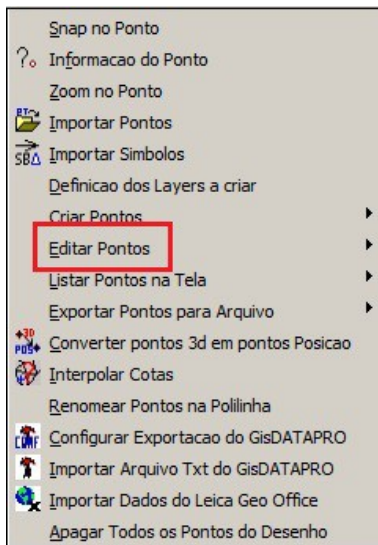 Snap no Ponto
Informacao do Ponto
Zoom no Ponto
Importar Pontos
Importar Simbolos
Definicao dos Layers a criar
Criar Pontos
Editar Pontos
Listar Pontos na Tela
Exportar Pontos para Arquivo
Converter pontos 3d em pontos Posicao
Interpolar Cotas
Renomear Pontos na Polilinha
Configurar Exportacao do GisDATAPRO
Importar Arquivo Txt do GisDATAPRO
Importar Dados do Leica Geo Office
Apagar Todos os Pontos do Desenho